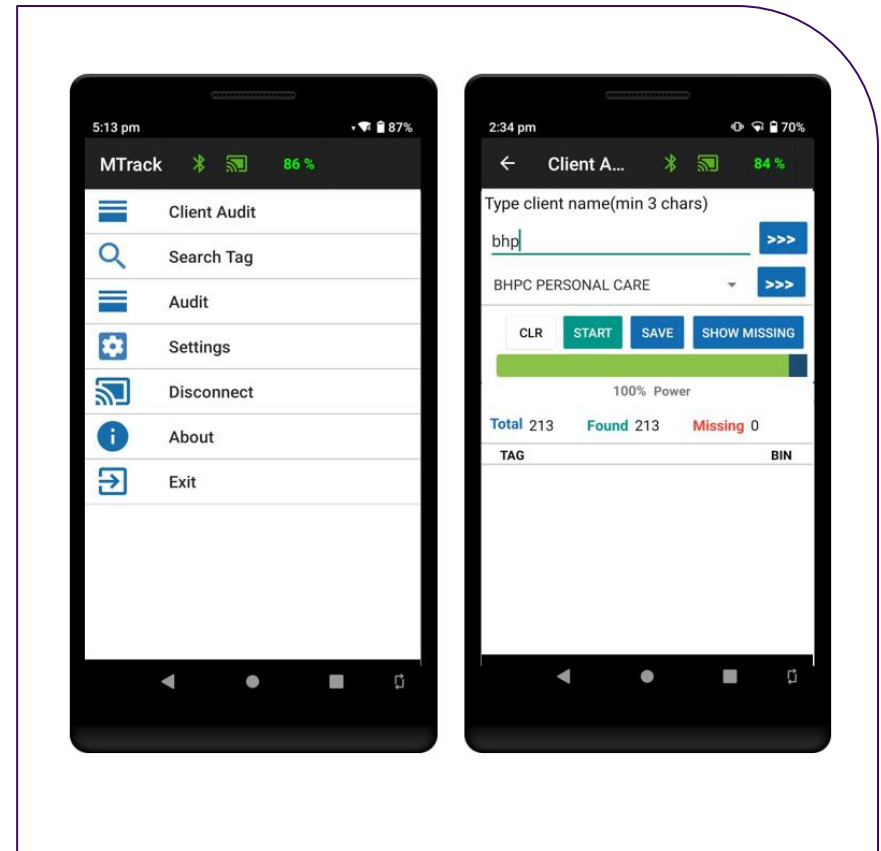 5:13 pm 87%
MTrack 86 %
Client Audit
Search Tag
Audit
Settings
Disconnect
About
Exit
2:34 pm 70%
Client A... 84 %
Type client name(min 3 chars)
bhp >>>
BHPC PERSONAL CARE >>>
CLR START SAVE SHOW MISSING
100% Power
Total 213 Found 213 Missing 0
TAG BIN